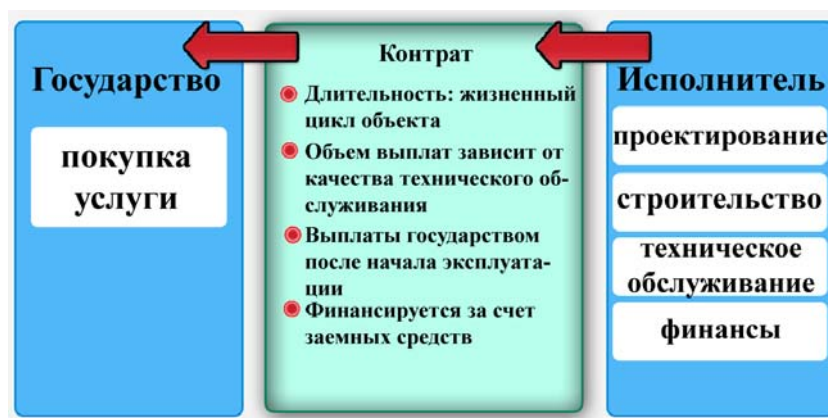 Государство
покупка
услуги
Контрат
Длительность: жизненный
цикл объекта
Объем выплат зависит от
качества технического об-
служивания
Выплаты государством
после начала эксплуата-
ции
Финансируется за счет
заемных средств
Исполнитель
проектирование
строительство
техническое
обслуживание
финансы